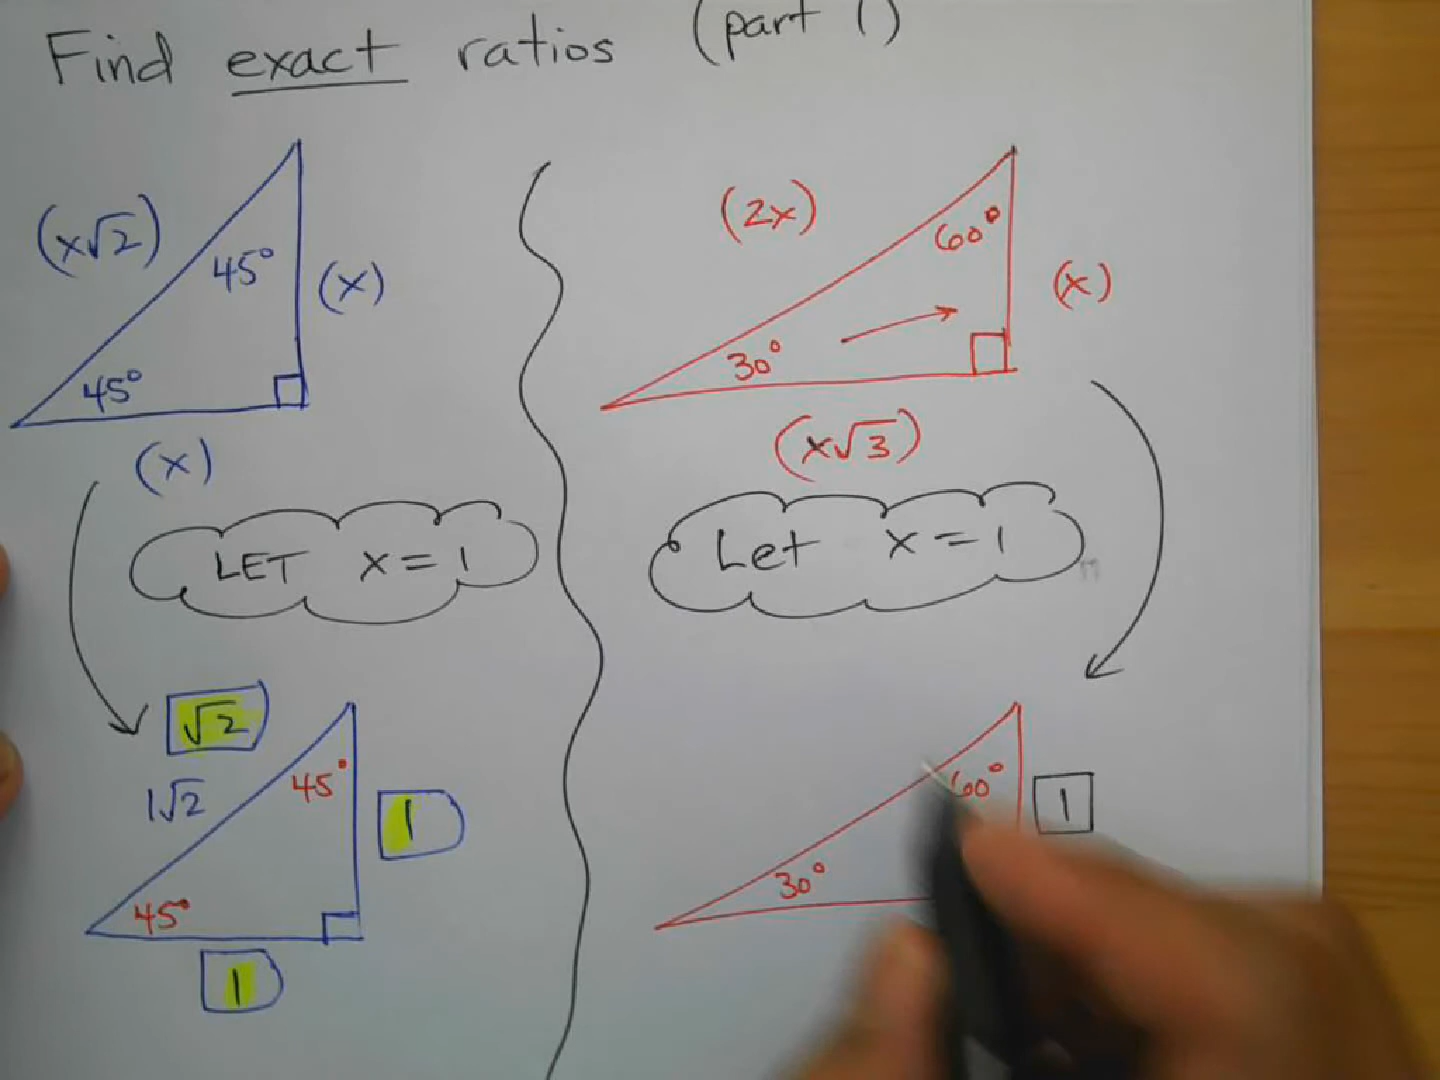 Find exact ratios (part 1)
(x√2)
45°
(x)
45°
(x)
LET x = 1
(2x)
60°
(x)
30°
(x√3)
Let x = 1
√2
1√2
45°
1
45°
1
60°
1
30°